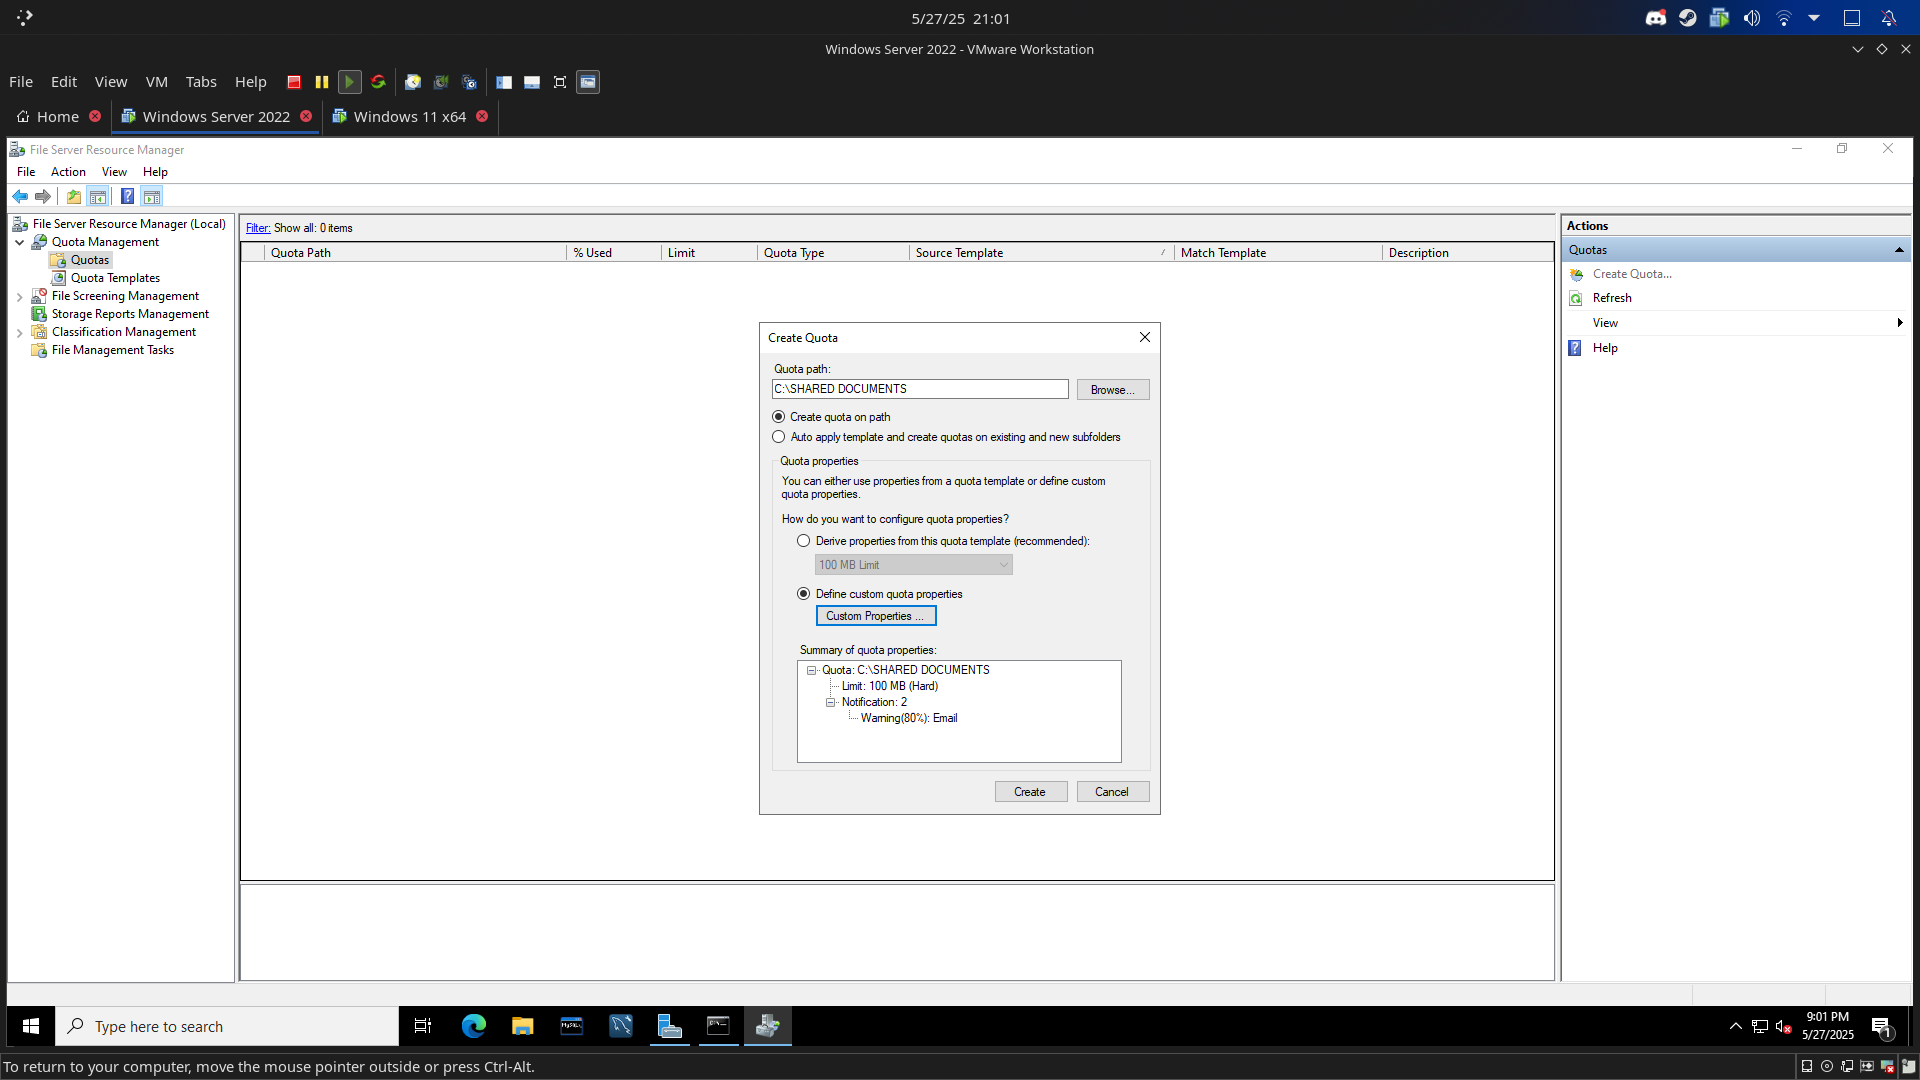 5/27/25 21:01
Windows Server 2022 - VMware Workstation
File Edit View VM Tabs Help
Home Windows Server 2022 Windows 11 x64
File Server Resource Manager
File Action View Help
File Server Resource Manager (Local)
Quota Management
Quotas
Quota Templates
File Screening Management
Storage Reports Management
Classification Management
File Management Tasks
Filter: Show all: 0 items
Quota Path % Used Limit Quota Type Source Template Match Template Description
Create Quota
Quota path:
C:\SHARED DOCUMENTS
Browse...
Create quota on path
Auto apply template and create quotas on existing and new subfolders
Quota properties
You can either use properties from a quota template or define custom
quota properties.
How do you want to configure quota properties?
Derive properties from this quota template (recommended):
100 MB Limit
Define custom quota properties
Custom Properties ...
Summary of quota properties:
Quota: C:\SHARED DOCUMENTS
Limit: 100 MB (Hard)
Notification: 2
Warning(80%): Email
Create Cancel
Actions
Quotas
Create Quota...
Refresh
View
Help
Type here to search
MySQL
9:01 PM
5/27/2025
1
To return to your computer, move the mouse pointer outside or press Ctrl-Alt.